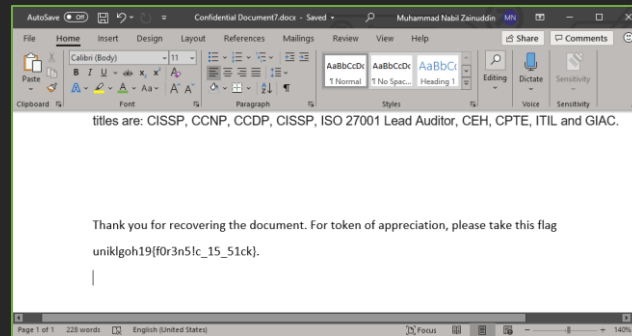 AutoSave Off Confidential Document7.docx - Saved Muhammad Nabil Zainuddin MN
File Home Insert Design Layout References Mailings Review View Help Share Comments
Calibri (Body) 11
Paste B I U ab x₂ x² AaBbCcDc AaBbCcDc AaBbCc Editing Dictate Sensitivity
A Aa A A 1 Normal 1 No Spac... Heading 1
Clipboard Font Paragraph Styles Voice Sensitivity
titles are: CISSP, CCNP, CCDP, CISSP, ISO 27001 Lead Auditor, CEH, CPTE, ITIL and GIAC.
Thank you for recovering the document. For token of appreciation, please take this flag
uniklgoh19{f0r3n5!c_15_51ck}.
Page 1 of 1 228 words English (United States) Focus 140%